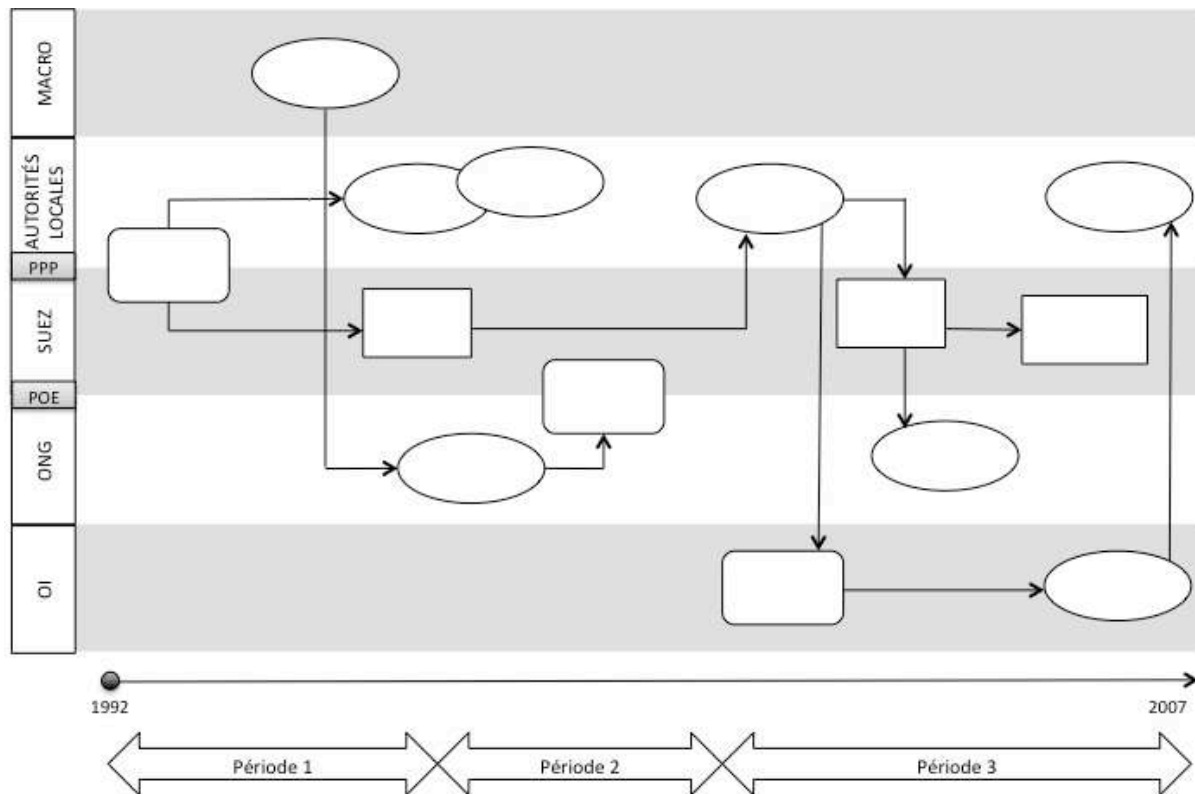 MACRO
AUTORITÉS
LOCALES
PPP
SUEZ
POE
ONG
OI
1992
2007
Période 1
Période 2
Période 3